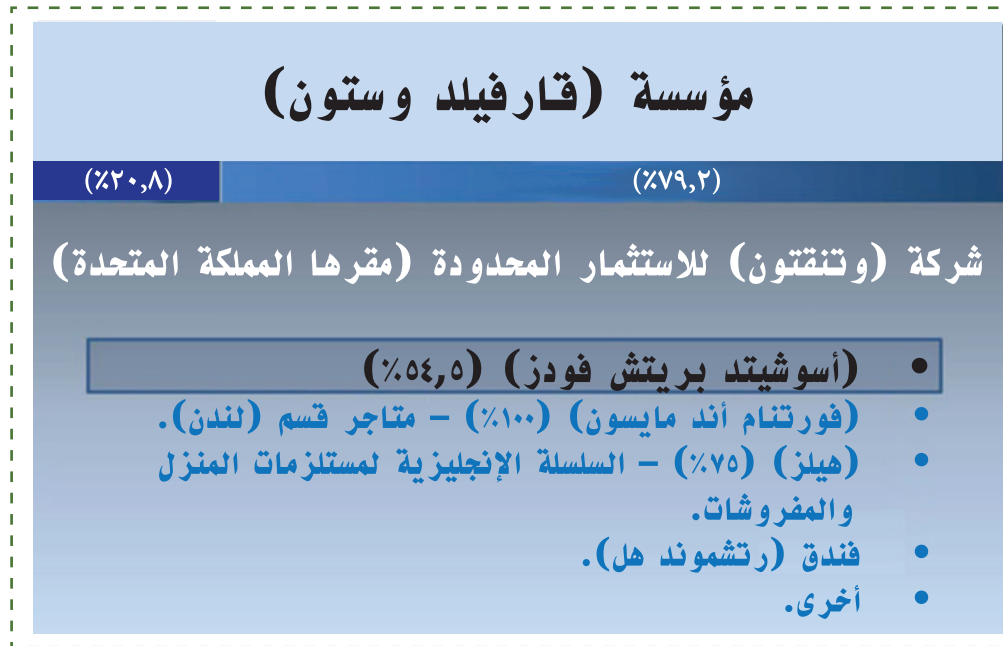 مؤسسة (قارفيلد وستون)
(٪٧٩,٢)
(٪٢٠,٨)
شركة (وتنقتون) للاستثمار المحدودة (مقرها المملكة المتحدة)
• (أسوشيتد بريتش فودز) (٥٤,٥٪)
• (فورتنام أند مايسون) (١٠٠٪) – متاجر قسم (لندن).
• (هيلز) (٧٥٪) – السلسلة الإنجليزية لمستلزمات المنزل
والمفروشات.
• فندق (رتشموند هل).
• أخرى.